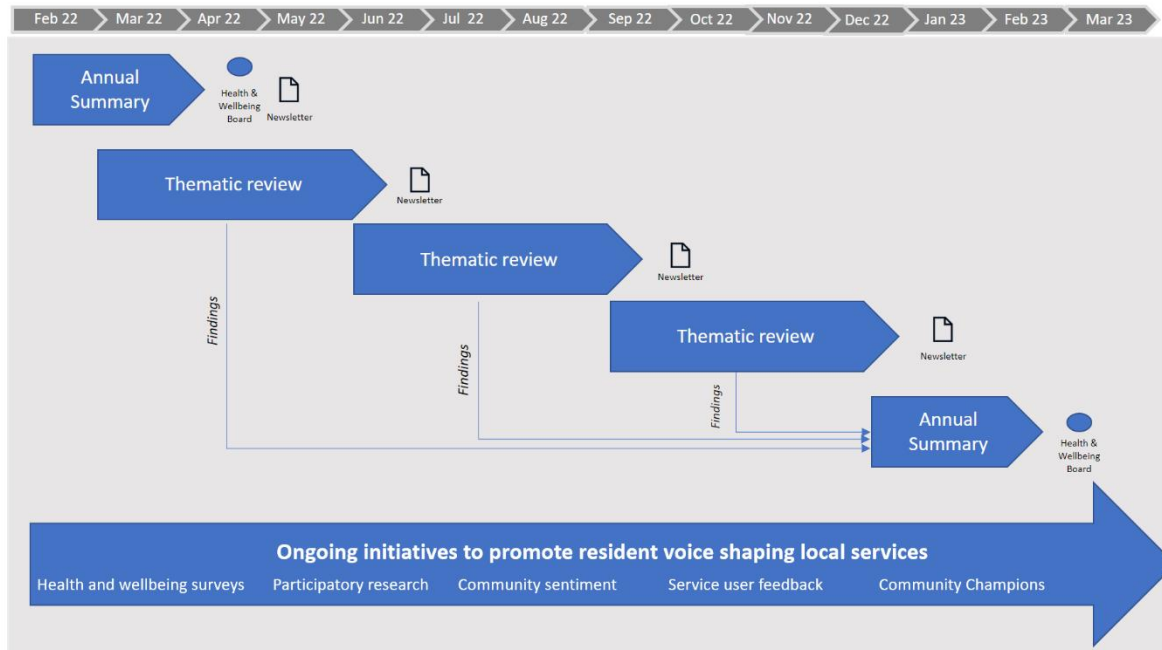 Feb 22 Mar 22 Apr 22 May 22 Jun 22 Jul 22 Aug 22 Sep 22 Oct 22 Nov 22 Dec 22 Jan 23 Feb 23 Mar 23
Annual
Summary
Health &
Wellbeing
Board
Newsletter
Thematic review
Newsletter
Thematic review
Newsletter
Thematic review
Newsletter
Findings
Findings
Findings
Annual
Summary
Health &
Wellbeing
Board
Ongoing initiatives to promote resident voice shaping local services
Health and wellbeing surveys Participatory research Community sentiment Service user feedback Community Champions